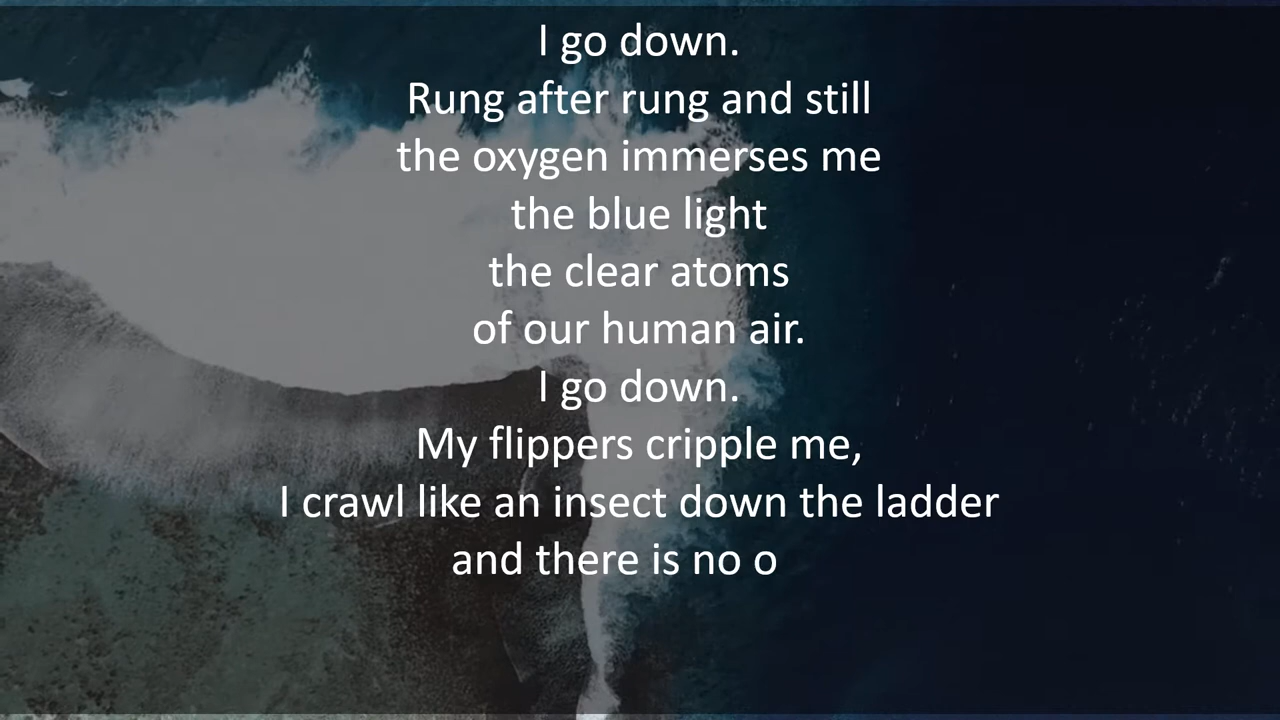 I go down.
Rung after rung and still
the oxygen immerses me
the blue light
the clear atoms
of our human air.
I go down.
My flippers cripple me,
I crawl like an insect down the ladder
and there is no o